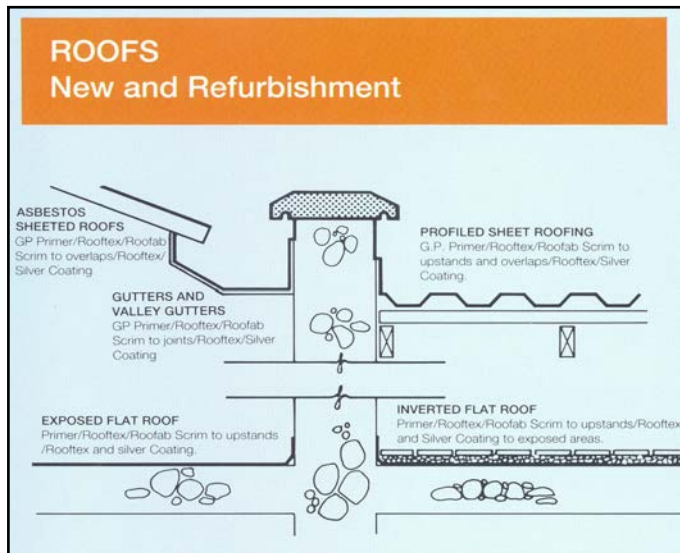 ROOFS
New and Refurbishment
ASBESTOS
SHEETED ROOFS
GP Primer/Rooftex/Roofab
Scrim to overlaps/Rooftex/
Silver Coating
GUTTERS AND
VALLEY GUTTERS
GP Primer/Rooftex/Roofab
Scrim to joints/Rooftex/Silver
Coating
PROFILED SHEET ROOFING
G.P. Primer/Rooftex/Roofab Scrim to
upstands and overlaps/Rooftex/Silver
Coating.
EXPOSED FLAT ROOF
Primer/Rooftex/Roofab Scrim to upstands
/Rooftex and silver Coating.
INVERTED FLAT ROOF
Primer/Rooftex/Roofab Scrim to upstands/Rooftex
and Silver Coating to exposed areas.